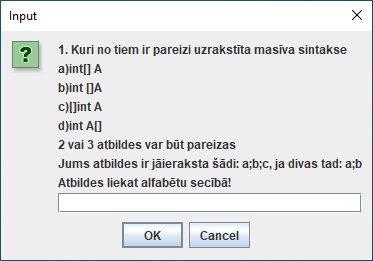 Input
1. Kuri no tiem ir pareizi uzrakstīta masīva sintakse
a)int[] A
b)int []A
c)[]int A
d)int A[]
2 vai 3 atbildes var būt pareizas
Jums atbildes ir jāieraksta šādi: a;b;c, ja divas tad: a;b
Atbildes liekat alfabētu secībā!
OK
Cancel